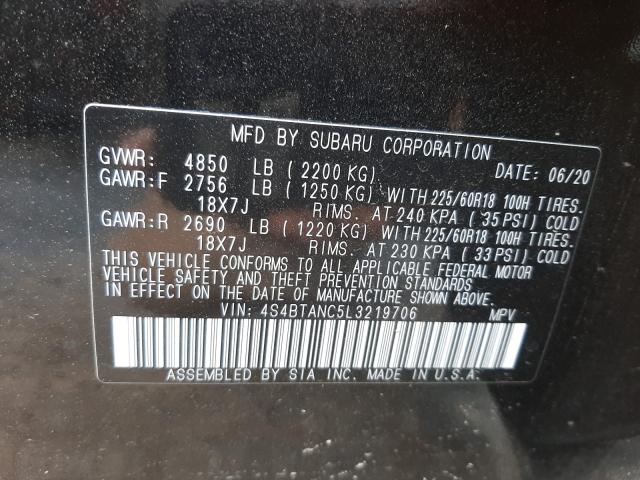 MFD BY SUBARU CORPORATION
GVWR: 4850 LB ( 2200 KG) DATE: 06/20
GAWR:F 2756 LB ( 1250 KG) WITH 225/60R18 100H TIRES.
18X7J RIMS. AT 240 KPA ( 35 PSI) COLD
GAWR:R 2690 LB ( 1220 KG) WITH 225/60R18 100H TIRES.
18X7J RIMS. AT 230 KPA ( 33 PSI) COLD
THIS VEHICLE CONFORMS TO ALL APPLICABLE FEDERAL MOTOR
VEHICLE SAFETY AND THEFT PREVENTION STANDARDS
IN EFFECT ON THE DATE OF MANUFACTURE SHOWN ABOVE.
VIN: 4S4BTANC5L3219706 MPV
ASSEMBLED BY SIA INC. MADE IN U.S.A.